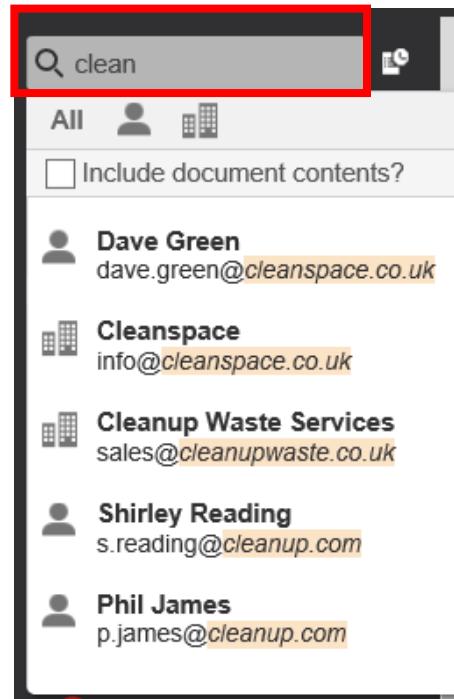 clean
All
Include document contents?
Dave Green
dave.green@cleanspace.co.uk
Cleanspace
info@cleanspace.co.uk
Cleanup Waste Services
sales@cleanupwaste.co.uk
Shirley Reading
s.reading@cleanup.com
Phil James
p.james@cleanup.com